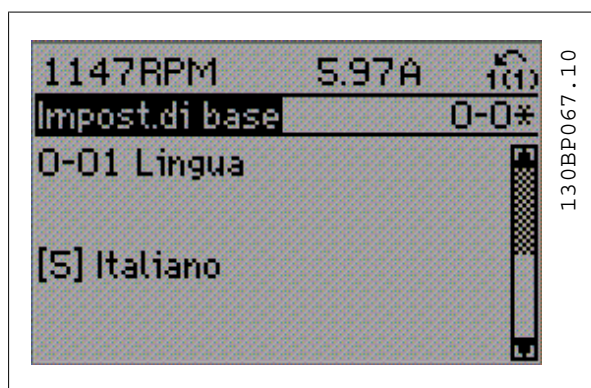 1147RPM 5.97A 1(1)
Impost.di base 0-0*
0-01 Lingua
[5] Italiano
130BP067.10